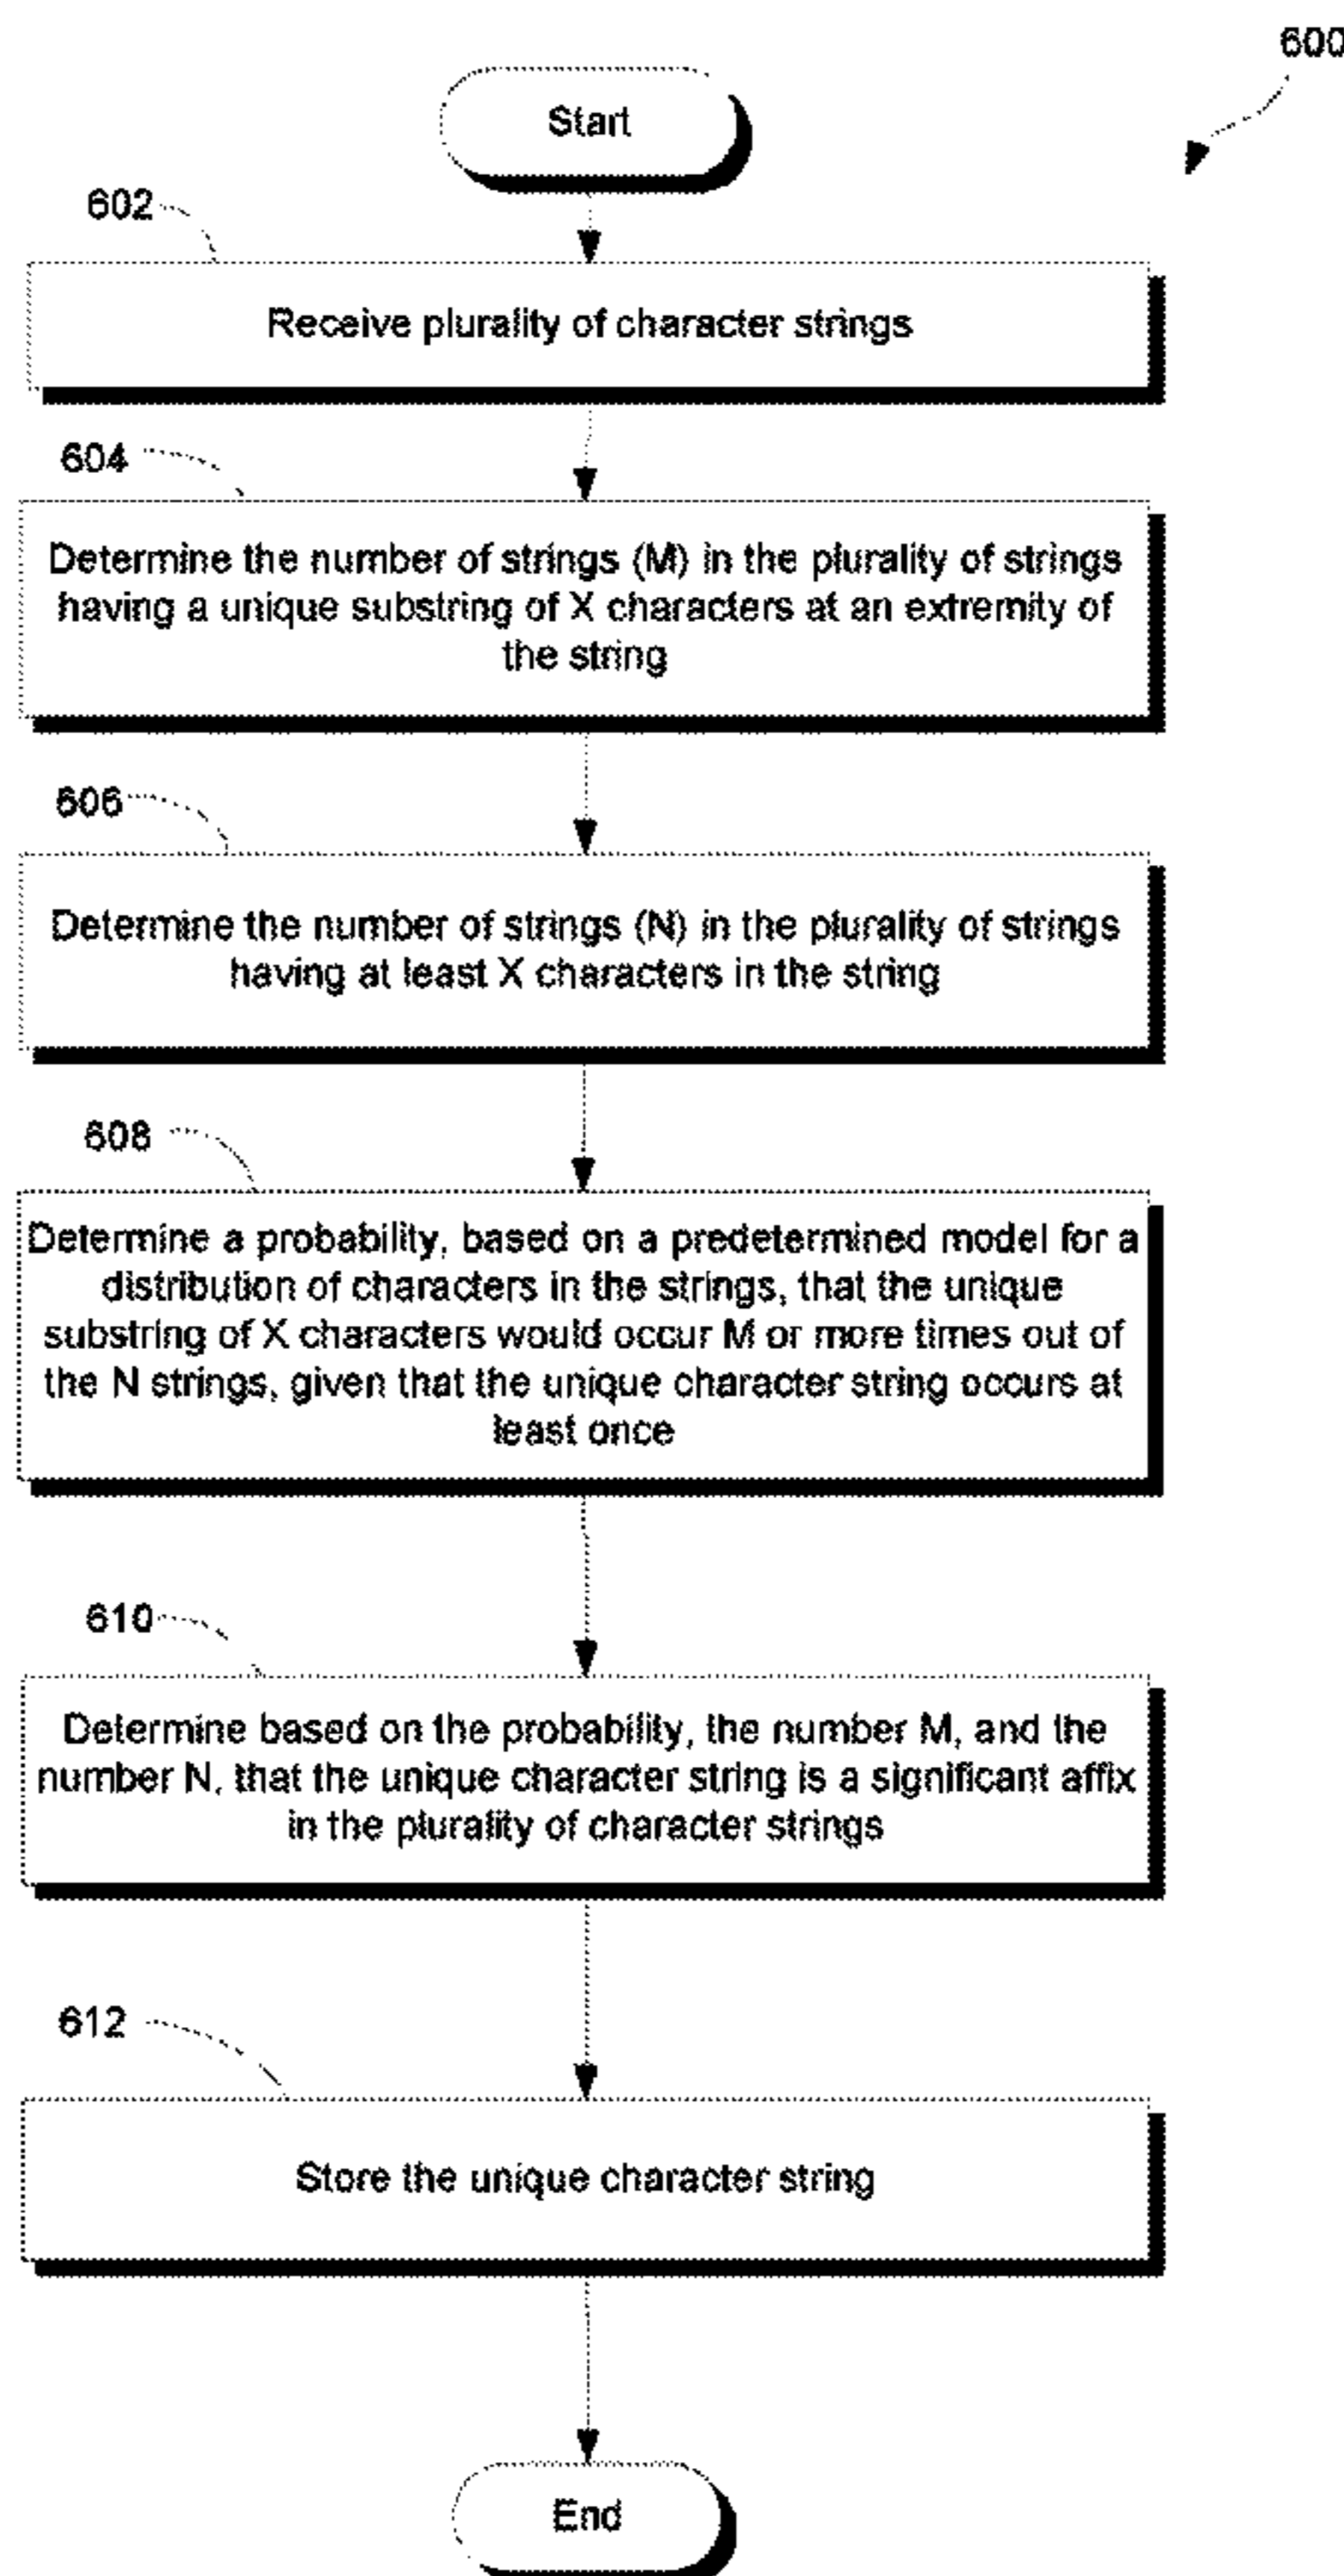 600
Start
602
Receive plurality of character strings
604
Determine the number of strings (M) in the plurality of strings
having a unique substring of X characters at an extremity of
the string
606
Determine the number of strings (N) in the plurality of strings
having at least X characters in the string
608
Determine a probability, based on a predetermined model for a
distribution of characters in the strings, that the unique
substring of X characters would occur M or more times out of
the N strings, given that the unique character string occurs at
least once
610
Determine based on the probability, the number M, and the
number N, that the unique character string is a significant affix
in the plurality of character strings
612
Store the unique character string
End